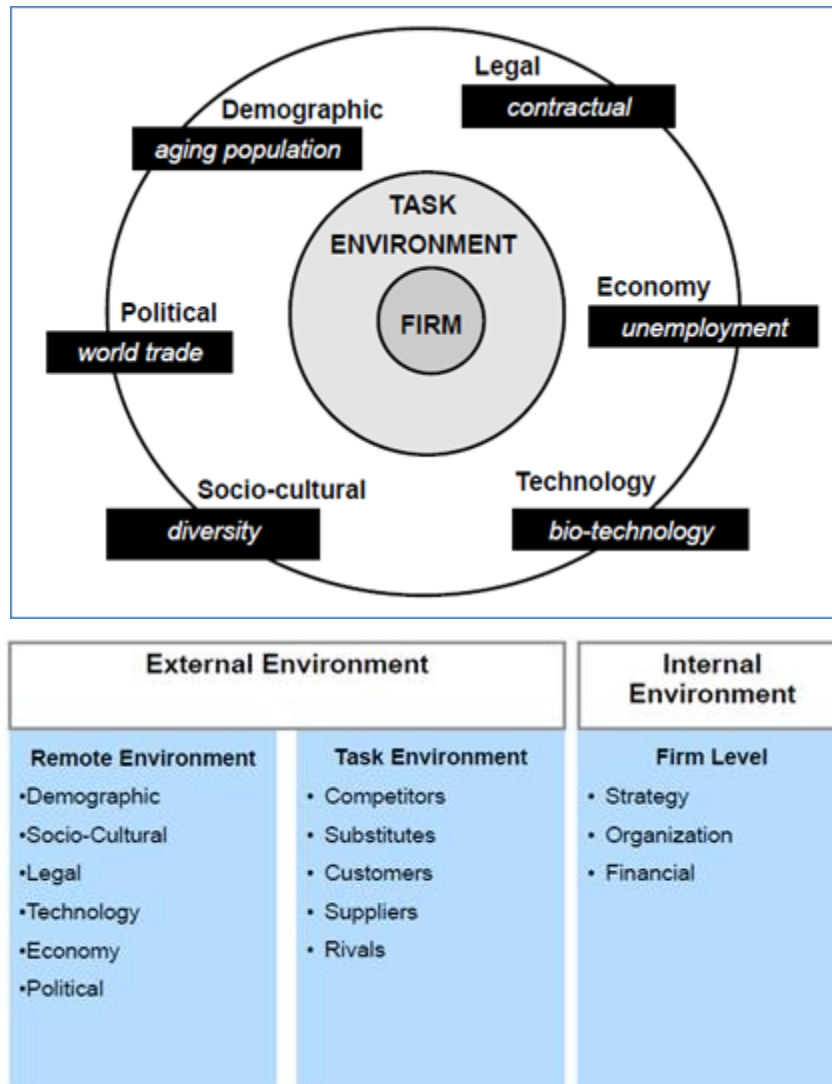 Legal
contractual
Demographic
aging population
TASK
ENVIRONMENT
FIRM
Economy
unemployment
Political
world trade
Technology
bio-technology
Socio-cultural
diversity
External Environment
Internal
Environment
Remote Environment
•Demographic
•Socio-Cultural
•Legal
•Technology
•Economy
•Political
Task Environment
• Competitors
• Substitutes
• Customers
• Suppliers
• Rivals
Firm Level
• Strategy
• Organization
• Financial